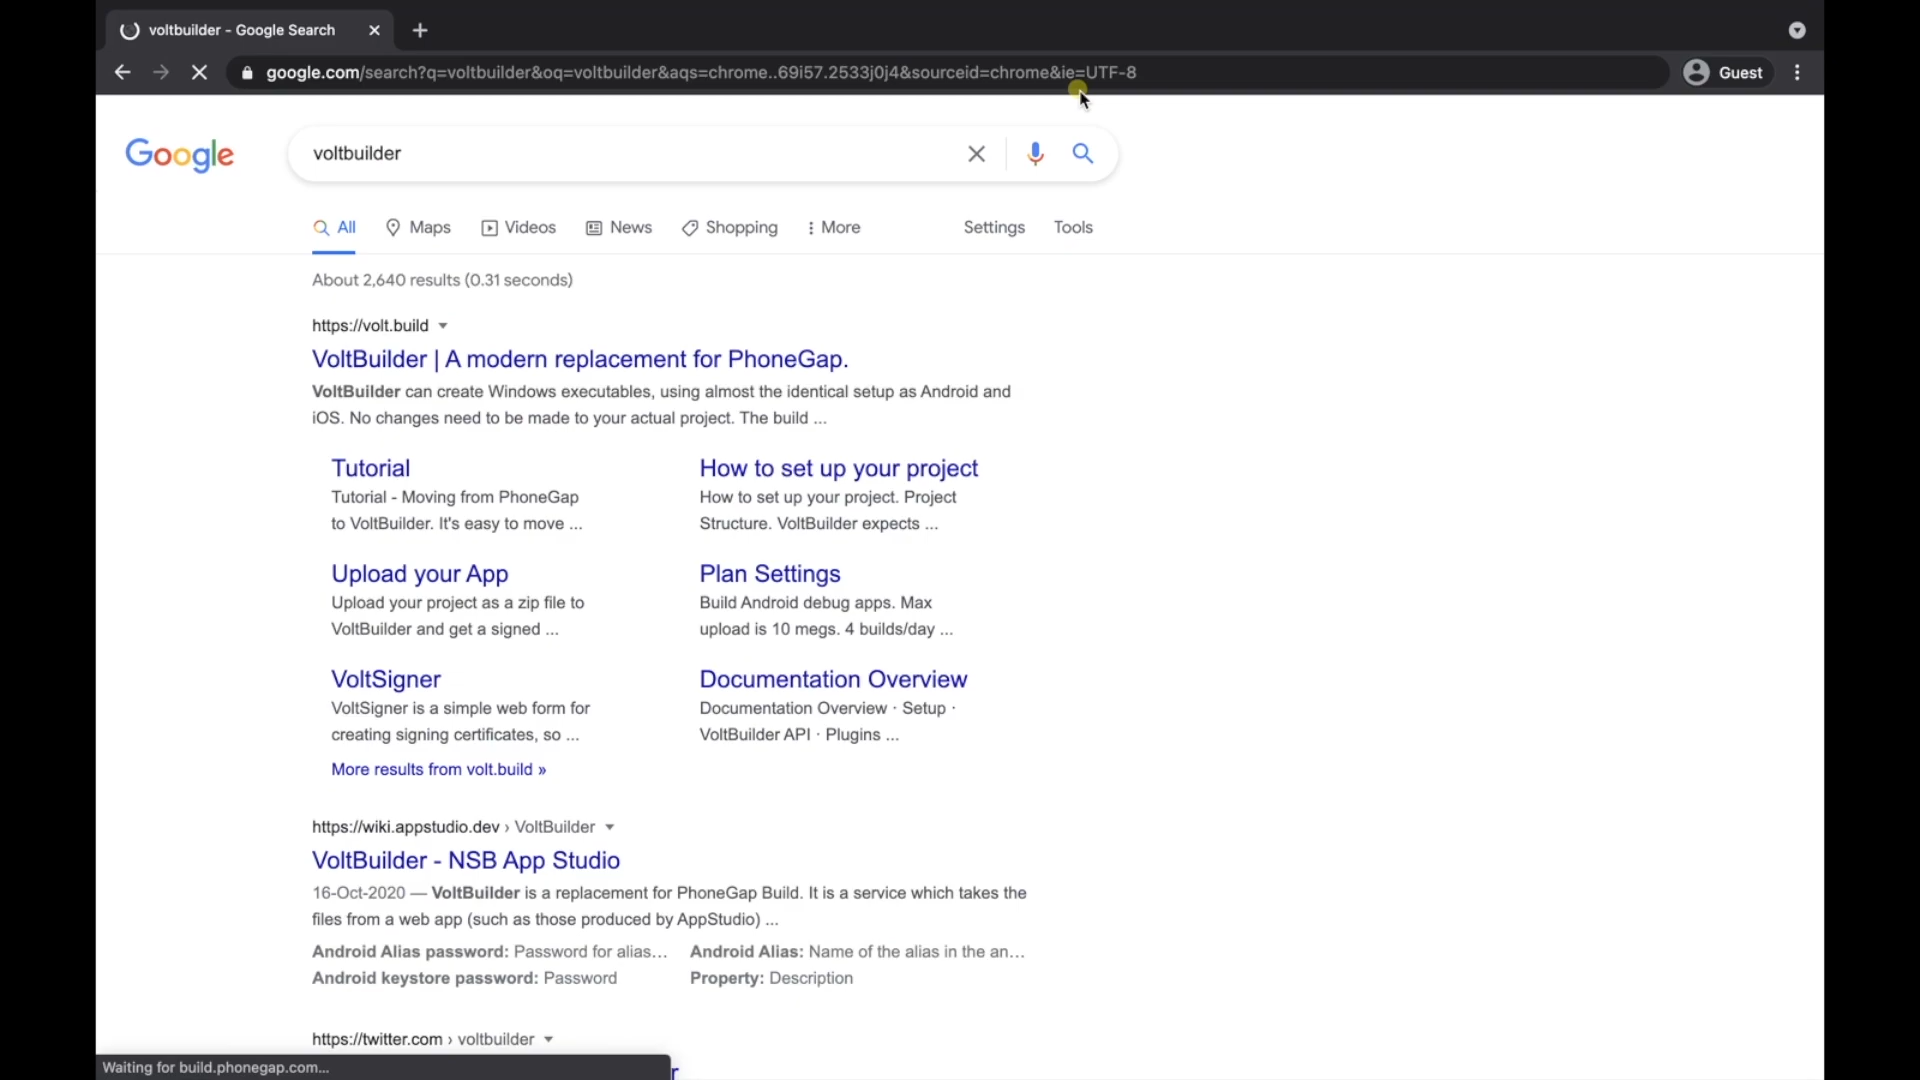 voltbuilder - Google Search
google.com/search?q=voltbuilder&oq=voltbuilder&aqs=chrome..69i57.2533j0j4&sourceid=chrome&ie=UTF-8
Guest
Google
voltbuilder
All Maps Videos News Shopping More Settings Tools
About 2,640 results (0.31 seconds)
https://volt.build
VoltBuilder | A modern replacement for PhoneGap.
VoltBuilder can create Windows executables, using almost the identical setup as Android and
iOS. No changes need to be made to your actual project. The build ...
Tutorial
Tutorial - Moving from PhoneGap
to VoltBuilder. It's easy to move ...
How to set up your project
How to set up your project. Project
Structure. VoltBuilder expects ...
Upload your App
Upload your project as a zip file to
VoltBuilder and get a signed ...
Plan Settings
Build Android debug apps. Max
upload is 10 megs. 4 builds/day ...
VoltSigner
VoltSigner is a simple web form for
creating signing certificates, so ...
Documentation Overview
Documentation Overview · Setup ·
VoltBuilder API · Plugins ...
More results from volt.build »
https://wiki.appstudio.dev › VoltBuilder
VoltBuilder - NSB App Studio
16-Oct-2020 — VoltBuilder is a replacement for PhoneGap Build. It is a service which takes the
files from a web app (such as those produced by AppStudio) ...
Android Alias password: Password for alias... Android Alias: Name of the alias in the an...
Android keystore password: Password Property: Description
https://twitter.com › voltbuilder
Waiting for build.phonegap.com...